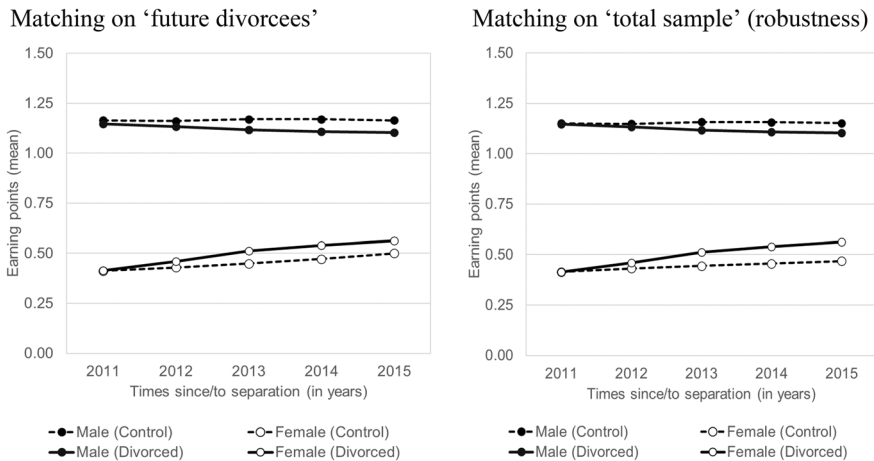 Matching on ‘future divorcees’
1.50
1.25
1.00
0.75
0.50
0.25
0.00
Earning points (mean)
2011 2012 2013 2014 2015
Times since/to separation (in years)
Male (Control) Female (Control)
Male (Divorced) Female (Divorced)
Matching on ‘total sample’ (robustness)
1.50
1.25
1.00
0.75
0.50
0.25
0.00
Earning points (mean)
2011 2012 2013 2014 2015
Times since/to separation (in years)
Male (Control) Female (Control)
Male (Divorced) Female (Divorced)